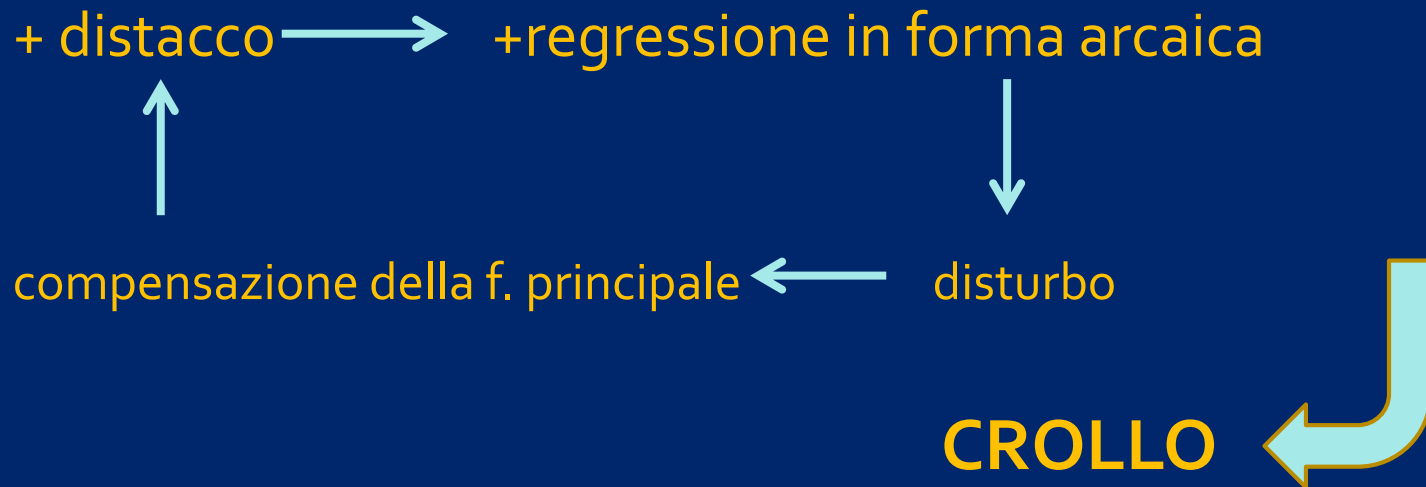 + distacco +regressione in forma arcaica
compensazione della f. principale disturbo
CROLLO